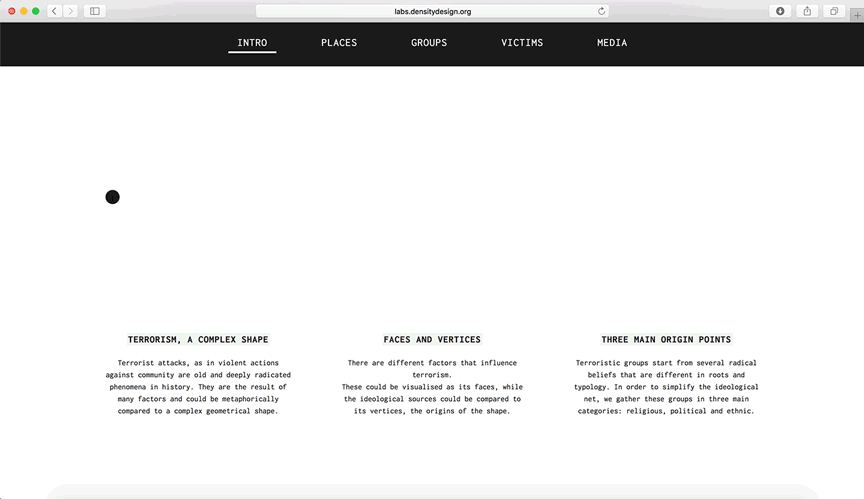 labs.densitydesign.org
INTRO PLACES GROUPS VICTIMS MEDIA
TERRORISM, A COMPLEX SHAPE
Terrorist attacks, as in violent actions
against community are old and deeply radicated
phenomena in history. They are the result of
many factors and could be metaphorically
compared to a complex geometrical shape.
FACES AND VERTICES
There are different factors that influence
terrorism.
These could be visualised as its faces, while
the ideological sources could be compared to
its vertices, the origins of the shape.
THREE MAIN ORIGIN POINTS
Terroristic groups start from several radical
beliefs that are different in roots and
typology. In order to simplify the ideological
net, we gather these groups in three main
categories: religious, political and ethnic.